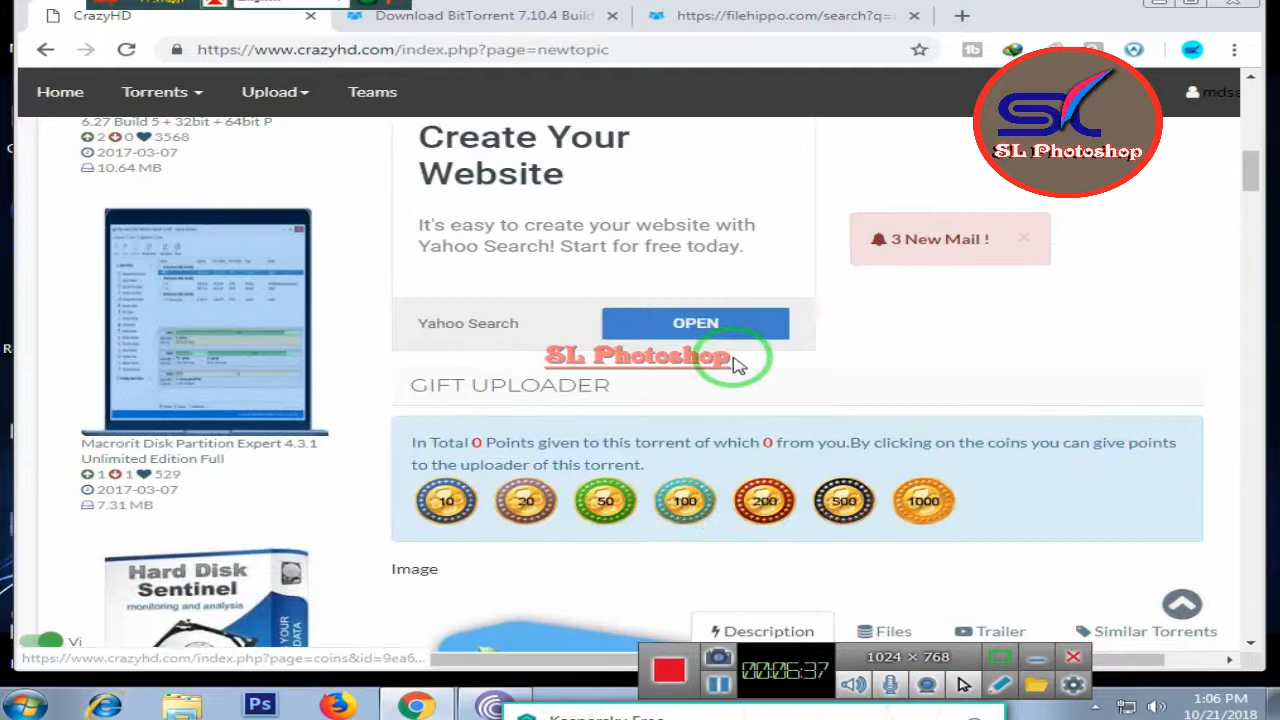 English
CrazyHD
Download BitTorrent 7.10.4 Build
https://filehippo.com/search?q=
https://www.crazyhd.com/index.php?page=newtopic
Home
Torrents
Upload
Teams
mdsa
SL Photoshop
6.27 Build 5 + 32bit + 64bit P
2 0 3568
2017-03-07
10.64 MB
Create Your
Website
It's easy to create your website with
Yahoo Search! Start for free today.
3 New Mail !
Yahoo Search
OPEN
SL Photoshop
GIFT UPLOADER
In Total 0 Points given to this torrent of which 0 from you.By clicking on the coins you can give points
to the uploader of this torrent.
10 20 50 100 200 500 1000
Macrorit Disk Partition Expert 4.3.1
Unlimited Edition Full
1 1 529
2017-03-07
7.31 MB
Image
Hard Disk
Sentinel
monitoring and analysis
Description
Files
Trailer
Similar Torrents
Vi
https://www.crazyhd.com/index.php?page=coins&id=9ea6...
00:06:37
1024 × 768
Ps
Kaspersky Free
1:06 PM
10/21/2018